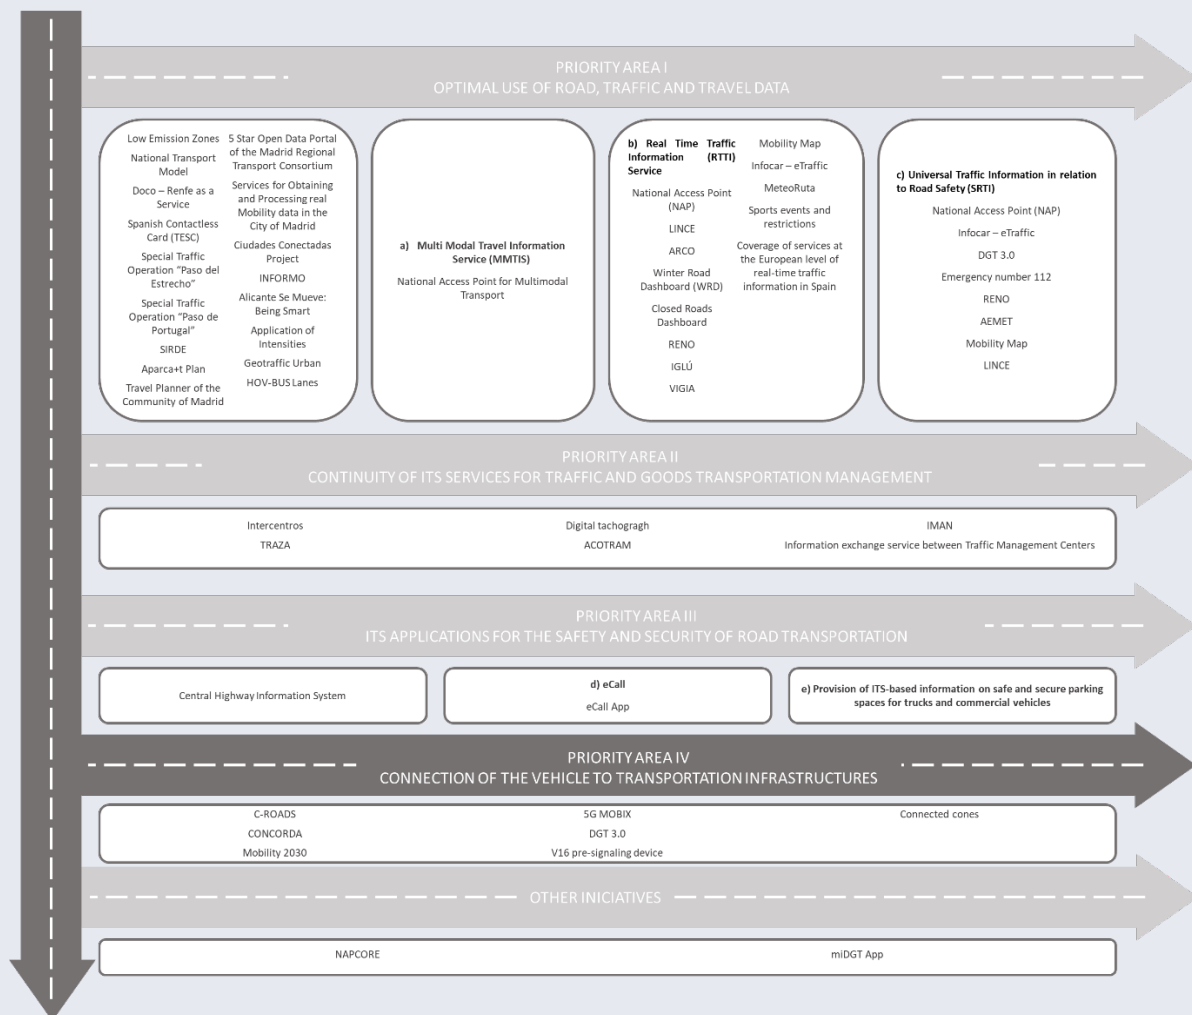 PRIORITY AREA I
OPTIMAL USE OF ROAD, TRAFFIC AND TRAVEL DATA
Low Emission Zones
National Transport
Model
Doco – Renfe as a
Service
Spanish Contactless
Card (TESC)
Special Traffic
Operation “Paso del
Estrecho”
Special Traffic
Operation “Paso de
Portugal”
SIRDE
Aparca+t Plan
Travel Planner of the
Community of Madrid
5 Star Open Data Portal
of the Madrid Regional
Transport Consortium
Services for Obtaining
and Processing real
Mobility data in the
City of Madrid
Ciudades Conectadas
Project
INFORMO
Alicante Se Mueve:
Being Smart
Application of
Intensities
Geotraffic Urban
HOV-BUS Lanes
a) Multi Modal Travel Information
Service (MMTIS)
National Access Point for Multimodal
Transport
b) Real Time Traffic
Information (RTTI)
Service
National Access Point
(NAP)
LINCE
ARCO
Winter Road
Dashboard (WRD)
Closed Roads
Dashboard
RENO
IGLÚ
VIGIA
Mobility Map
Infocar – eTraffic
MeteoRuta
Sports events and
restrictions
Coverage of services at
the European level of
real-time traffic
information in Spain
c) Universal Traffic Information in relation
to Road Safety (SRTI)
National Access Point (NAP)
Infocar – eTraffic
DGT 3.0
Emergency number 112
RENO
AEMET
Mobility Map
LINCE
PRIORITY AREA II
CONTINUITY OF ITS SERVICES FOR TRAFFIC AND GOODS TRANSPORTATION MANAGEMENT
Intercentros
TRAZA
Digital tachogragh
ACOTRAM
IMAN
Information exchange service between Traffic Management Centers
PRIORITY AREA III
ITS APPLICATIONS FOR THE SAFETY AND SECURITY OF ROAD TRANSPORTATION
Central Highway Information System
d) eCall
eCall App
e) Provision of ITS-based information on safe and secure parking
spaces for trucks and commercial vehicles
PRIORITY AREA IV
CONNECTION OF THE VEHICLE TO TRANSPORTATION INFRASTRUCTURES
C-ROADS
CONCORDA
Mobility 2030
5G MOBIX
DGT 3.0
V16 pre-signaling device
Connected cones
OTHER INICIATIVES
NAPCORE
miDGT App